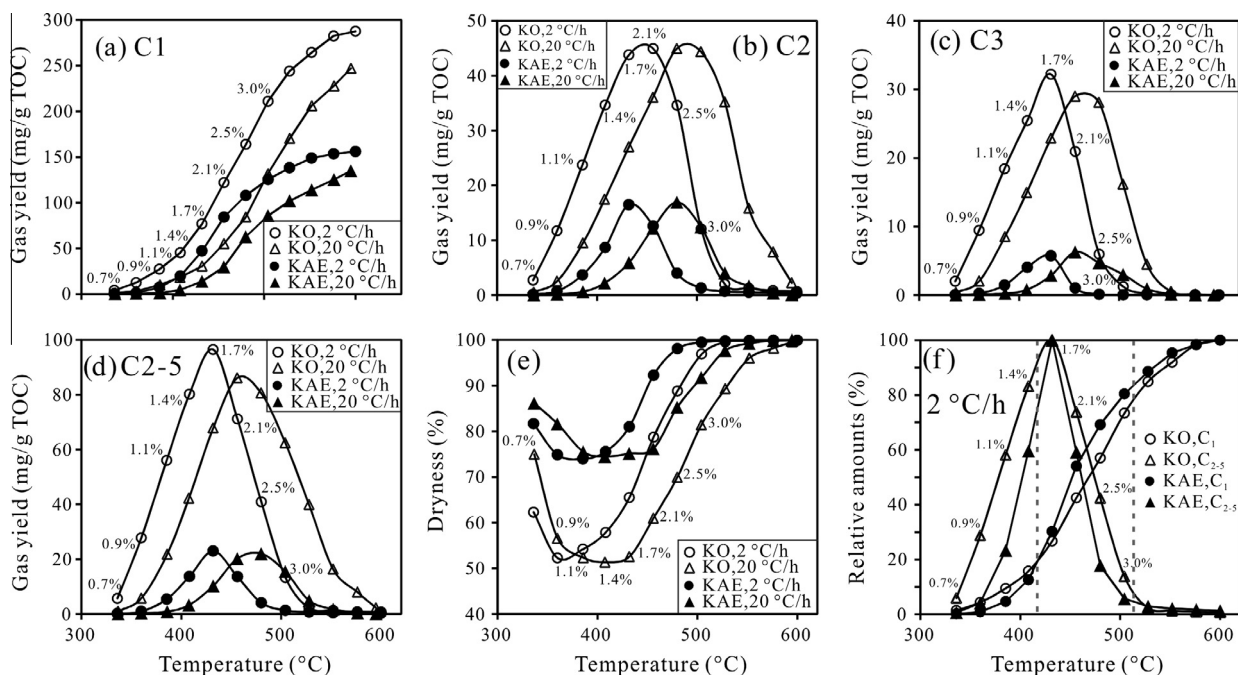 (a) C1
Gas yield (mg/g TOC)
300
250
200
150
100
50
0
0.7%
0.9%
1.1%
1.4%
1.7%
2.1%
2.5%
3.0%
KO,2 °C/h
KO,20 °C/h
KAE,2 °C/h
KAE,20 °C/h
(b) C2
Gas yield (mg/g TOC)
50
40
30
20
10
0
0.7%
0.9%
1.1%
1.4%
1.7%
2.1%
2.5%
3.0%
KO,2 °C/h
KO,20 °C/h
KAE,2 °C/h
KAE,20 °C/h
(c) C3
Gas yield (mg/g TOC)
40
30
20
10
0
0.7%
0.9%
1.1%
1.4%
1.7%
2.1%
2.5%
3.0%
KO,2 °C/h
KO,20 °C/h
KAE,2 °C/h
KAE,20 °C/h
(d) C2-5
Gas yield (mg/g TOC)
100
80
60
40
20
0
0.7%
0.9%
1.1%
1.4%
1.7%
2.1%
2.5%
3.0%
KO,2 °C/h
KO,20 °C/h
KAE,2 °C/h
KAE,20 °C/h
300 400 500 600
Temperature (°C)
(e)
Dryness (%)
100
90
80
70
60
50
40
0.7%
0.9%
1.1%
1.4%
1.7%
2.1%
2.5%
3.0%
KO,2 °C/h
KO,20 °C/h
KAE,2 °C/h
KAE,20 °C/h
300 400 500 600
Temperature (°C)
(f)
2 °C/h
Relative amounts (%)
100
80
60
40
20
0
0.7%
0.9%
1.1%
1.4%
1.7%
2.1%
2.5%
3.0%
KO,C1
KO,C2-5
KAE,C1
KAE,C2-5
300 400 500 600
Temperature (°C)